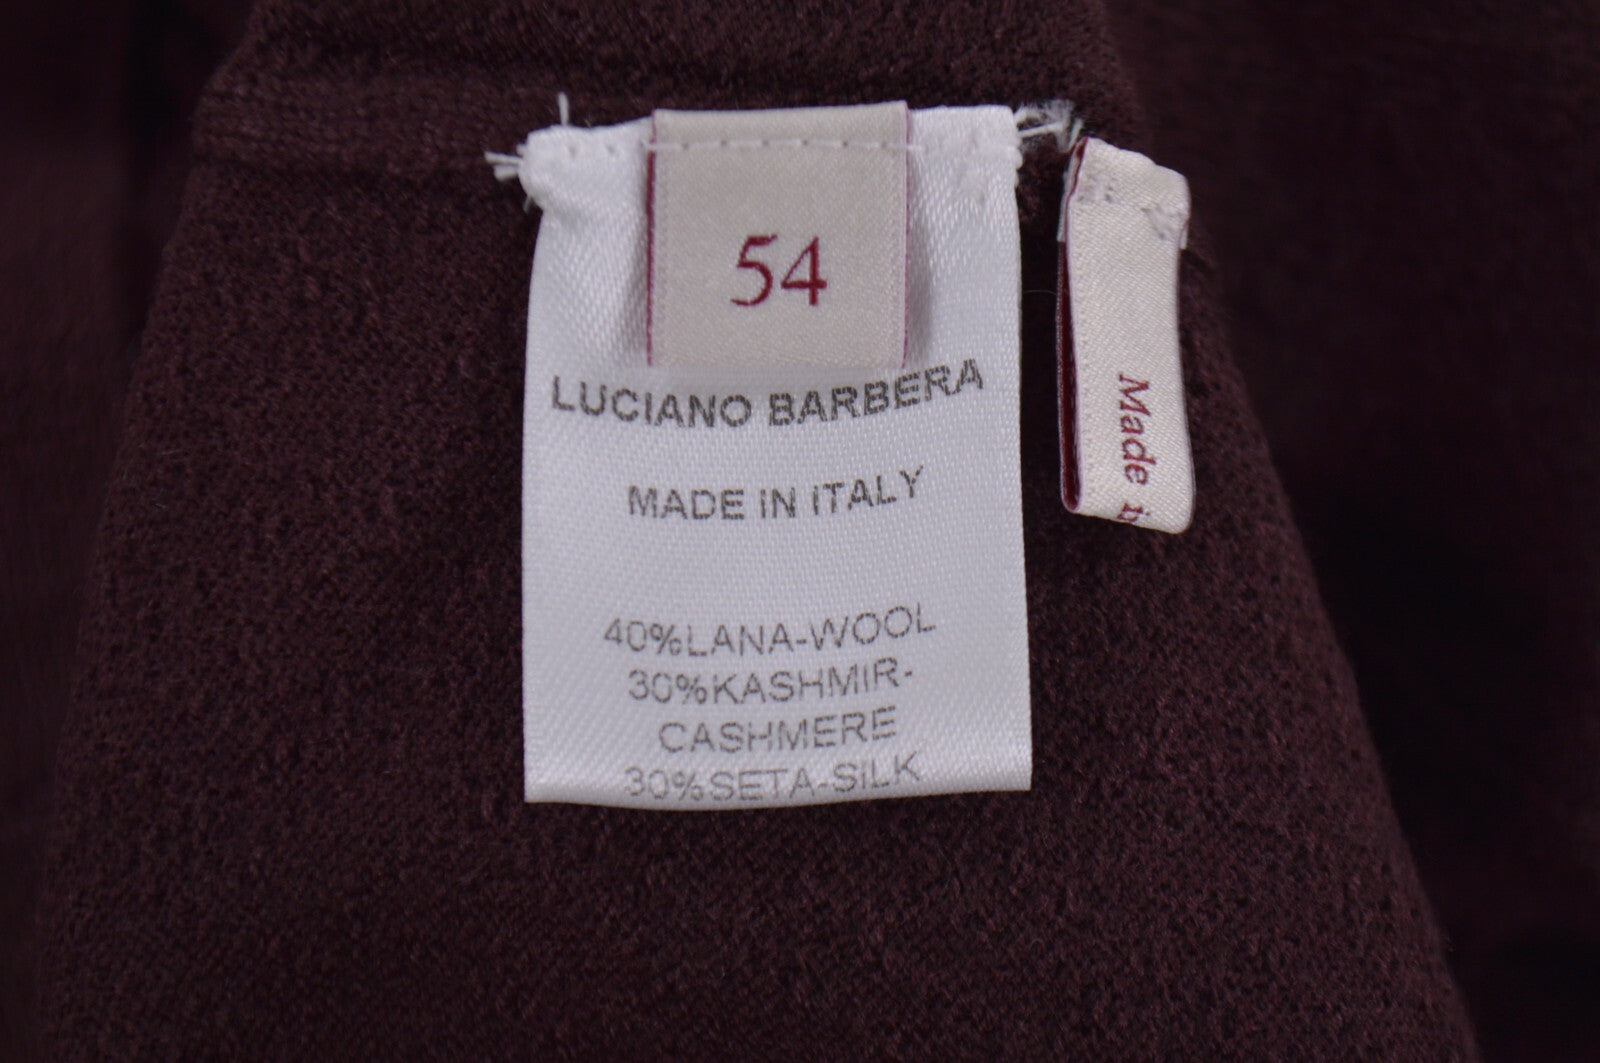 54
LUCIANO BARBERA
MADE IN ITALY
40%LANA-WOOL
30%KASHMIR-
CASHMERE
30%SETA-SILK
Made